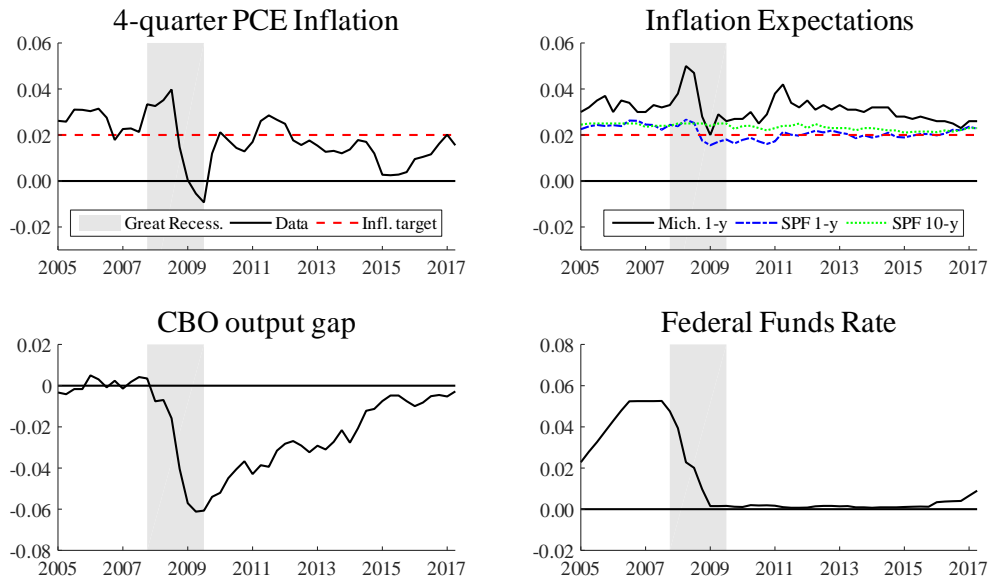 4-quarter PCE Inflation
0.06
0.04
0.02
0.00
-0.02
Great Recess. Data Infl. target
2005 2007 2009 2011 2013 2015 2017
Inflation Expectations
0.06
0.04
0.02
0.00
-0.02
Mich. 1-y SPF 1-y SPF 10-y
2005 2007 2009 2011 2013 2015 2017
CBO output gap
0.02
0
-0.02
-0.04
-0.06
-0.08
2005 2007 2009 2011 2013 2015 2017
Federal Funds Rate
0.08
0.06
0.04
0.02
0.00
-0.02
2005 2007 2009 2011 2013 2015 2017